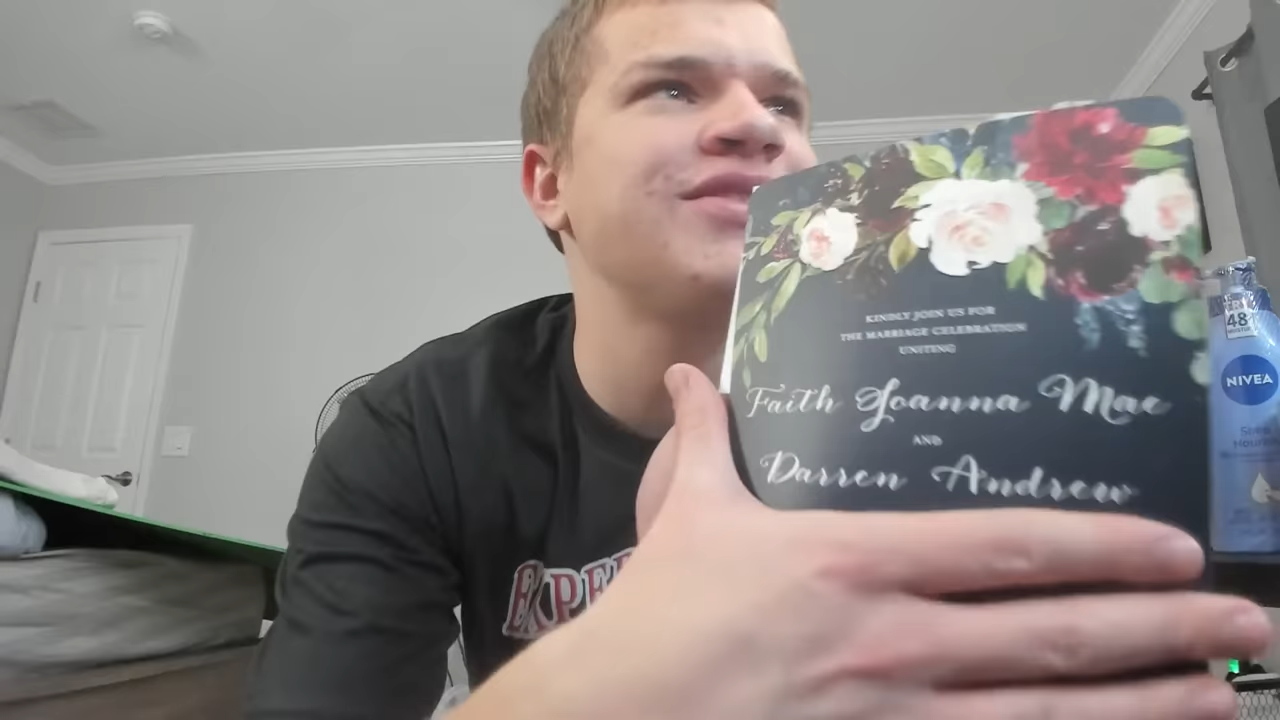 KINDLY JOIN US FOR
THE MARRIAGE CELEBRATION
UNITING
Faith Joanna Mae
AND
Darren Andrew
48
NIVEA